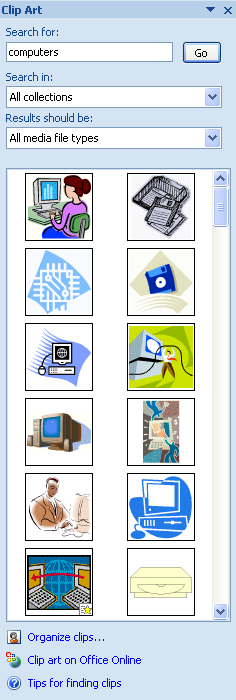 Clip Art
Search for:
computers
Go
Search in:
All collections
Results should be:
All media file types
Organize clips...
Clip art on Office Online
Tips for finding clips